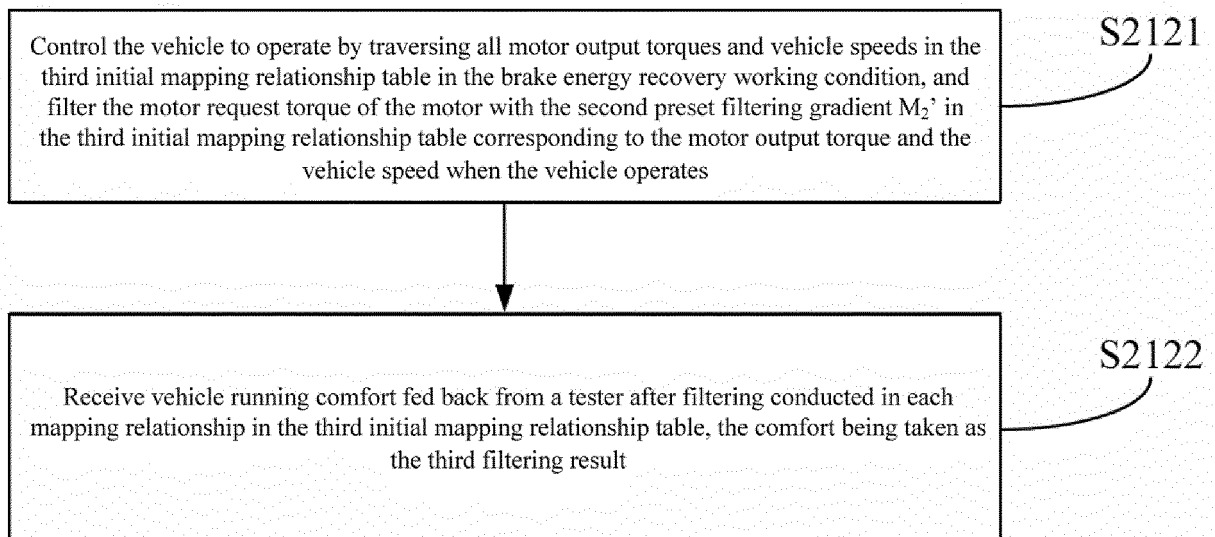 Control the vehicle to operate by traversing all motor output torques and vehicle speeds in the
third initial mapping relationship table in the brake energy recovery working condition, and
filter the motor request torque of the motor with the second preset filtering gradient M₂’ in
the third initial mapping relationship table corresponding to the motor output torque and the
vehicle speed when the vehicle operates
S2121
Receive vehicle running comfort fed back from a tester after filtering conducted in each
mapping relationship in the third initial mapping relationship table, the comfort being taken as
the third filtering result
S2122